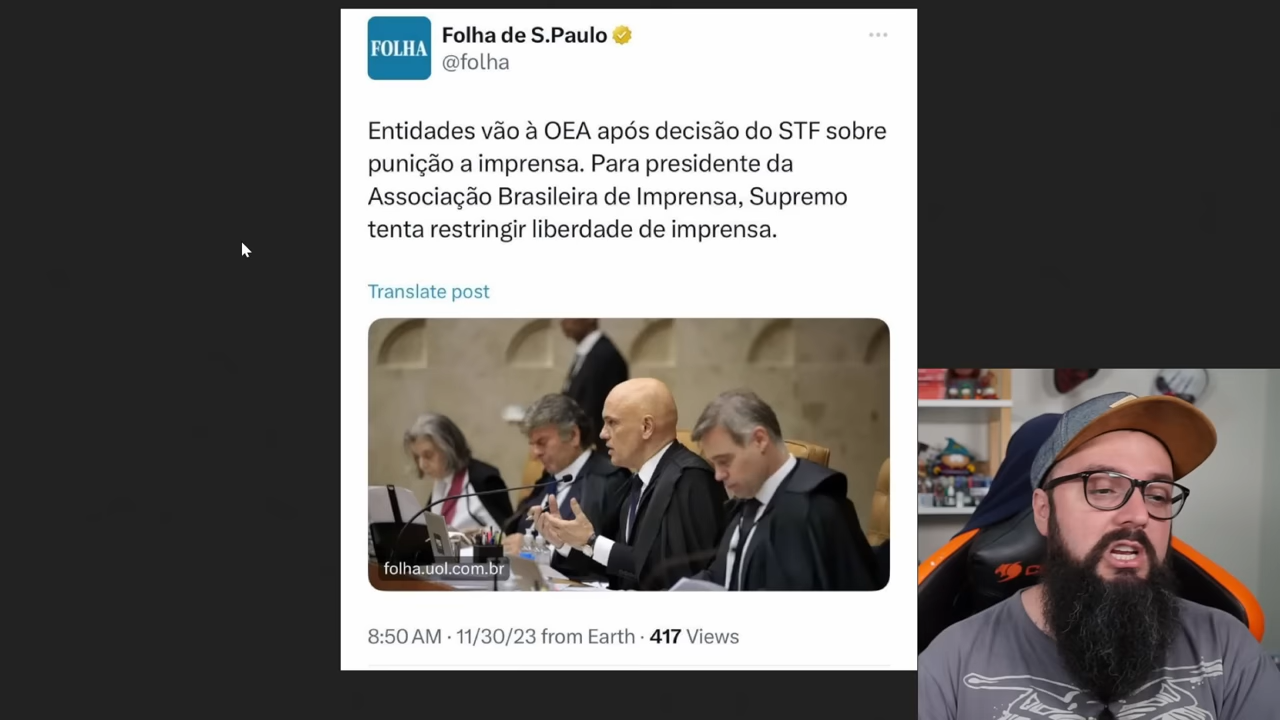 FOLHA
Folha de S.Paulo
@folha
Entidades vão à OEA após decisão do STF sobre
punição a imprensa. Para presidente da
Associação Brasileira de Imprensa, Supremo
tenta restringir liberdade de imprensa.
Translate post
folha.uol.com.br
8:50 AM · 11/30/23 from Earth · 417 Views